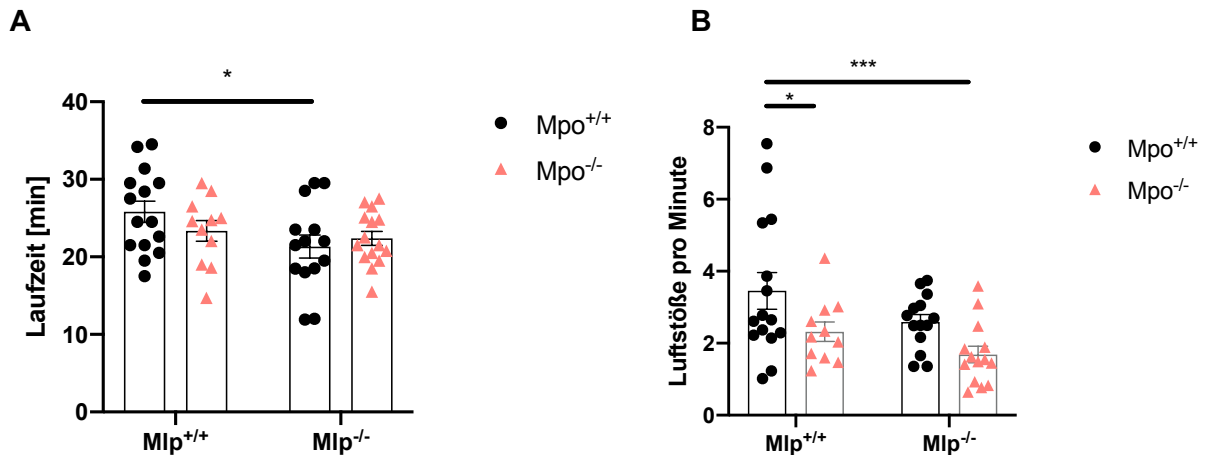 A
*
Laufzeit [min]
40
30
20
10
0
Mlp+/+
Mlp-/-
Mpo+/+
Mpo-/-
B
***
*
Luftstöße pro Minute
8
6
4
2
0
Mlp+/+
Mlp-/-
Mpo+/+
Mpo-/-